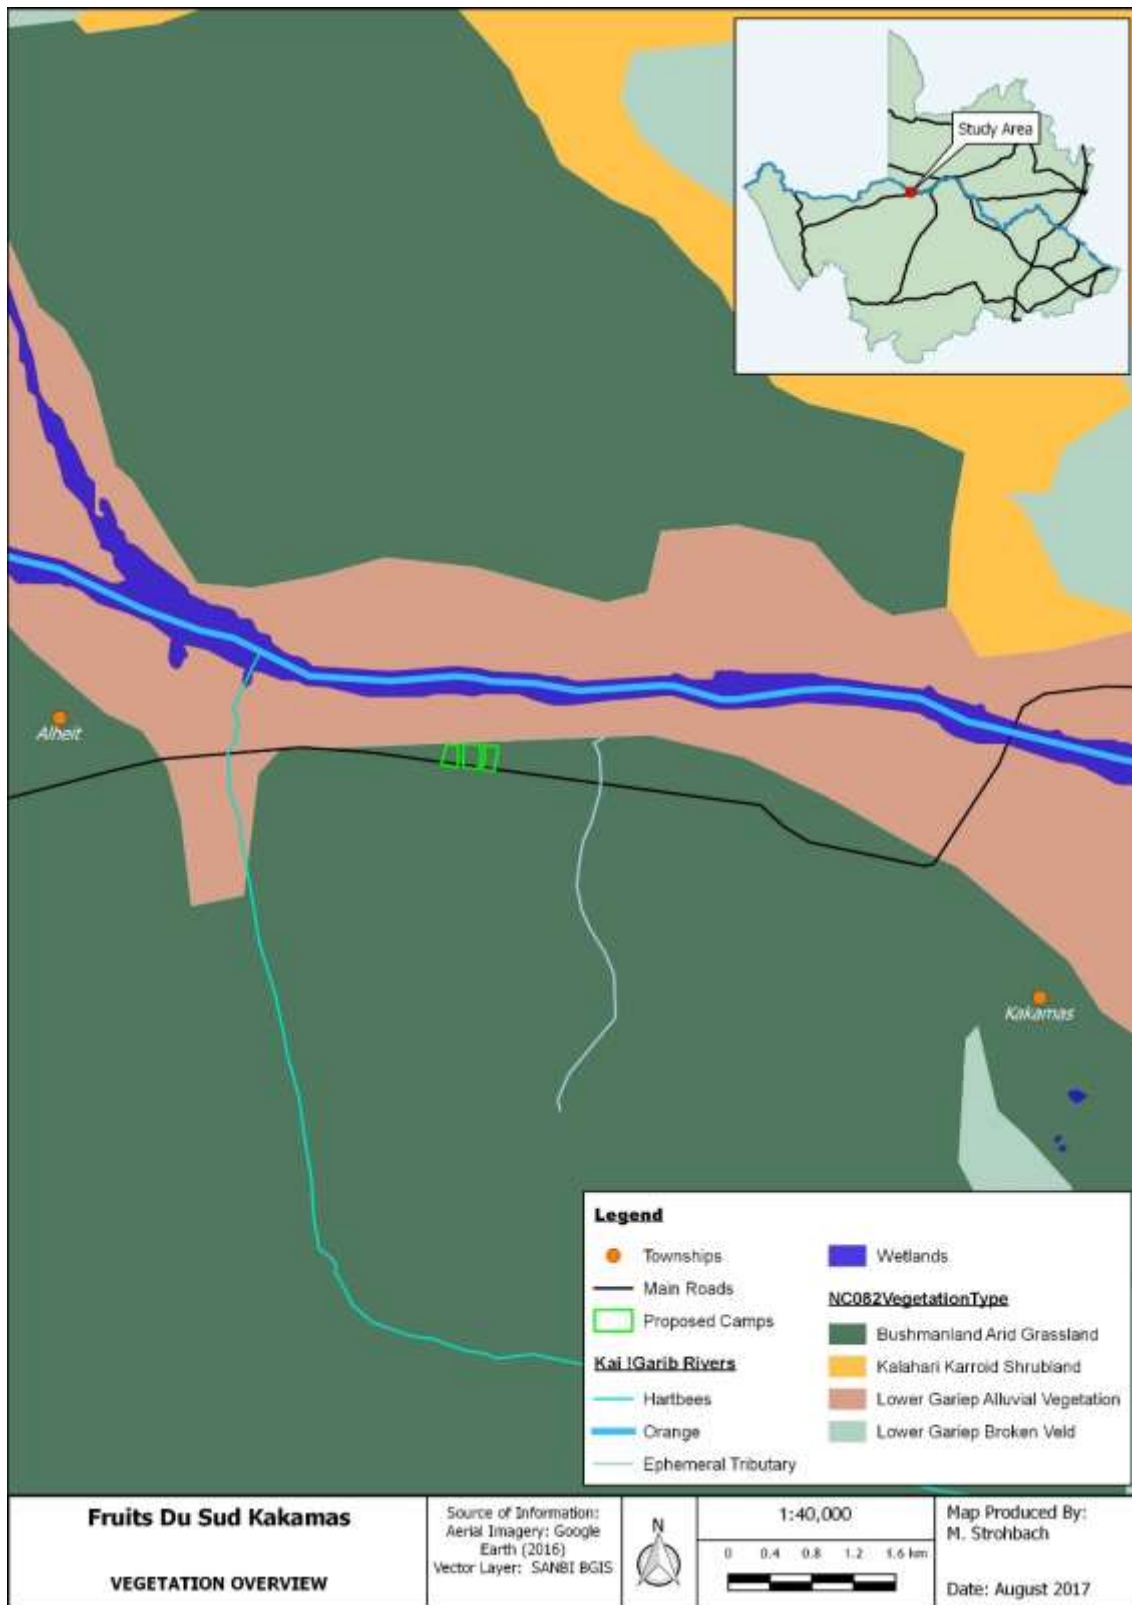 Study Area
Alheit
Kakamas
Legend
Townships
Main Roads
Proposed Camps
Kai !Garib Rivers
Hartbees
Orange
Ephemeral Tributary
Wetlands
NC082VegetationType
Bushmanland Arid Grassland
Kalahari Karroid Shrubland
Lower Gariep Alluvial Vegetation
Lower Gariep Broken Veld
Fruits Du Sud Kakamas
VEGETATION OVERVIEW
Source of Information:
Aerial Imagery: Google
Earth (2016)
Vector Layer: SANBI BGIS
N
1:40,000
0 0.4 0.8 1.2 1.6 km
Map Produced By:
M. Strohbach
Date: August 2017